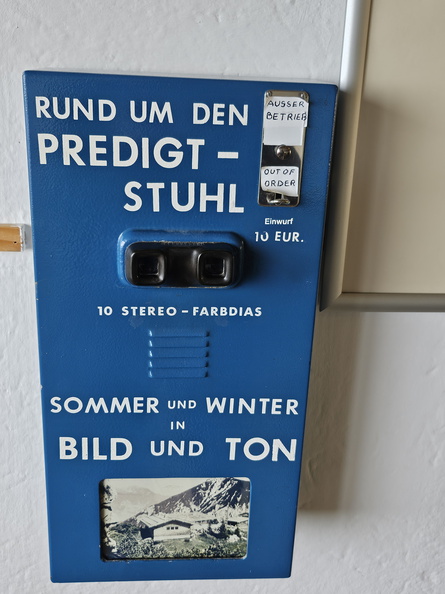 RUND UM DEN
PREDIGT –
STUHL
AUSSER
BETRIEB
OUT OF
ORDER
Einwurf
10 EUR.
10 STEREO – FARBDIAS
SOMMER UND WINTER
IN
BILD UND TON